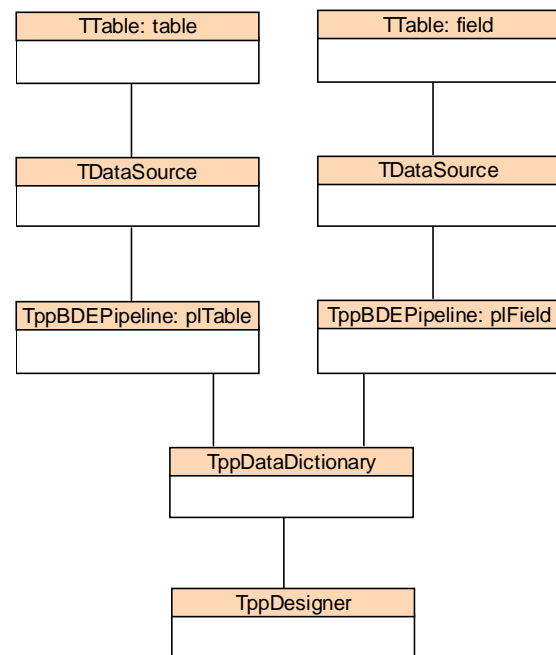 TTable: table
TTable: field
TDataSource
TDataSource
TppBDEPipeline: plTable
TppBDEPipeline: plField
TppDataDictionary
TppDesigner